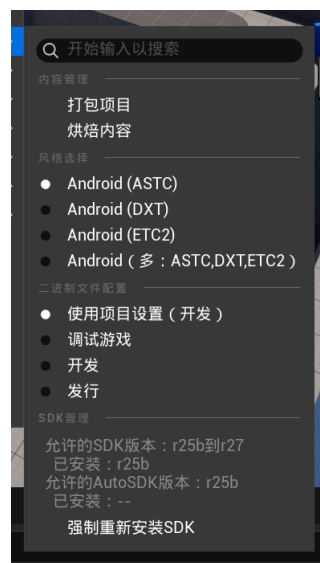 开始输入以搜索
内容管理
打包项目
烘焙内容
风格选择
Android (ASTC)
Android (DXT)
Android (ETC2)
Android（多：ASTC,DXT,ETC2）
二进制文件配置
使用项目设置（开发）
调试游戏
开发
发行
SDK管理
允许的SDK版本：r25b到r27
已安装：r25b
允许的AutoSDK版本：r25b
已安装：--
强制重新安装SDK